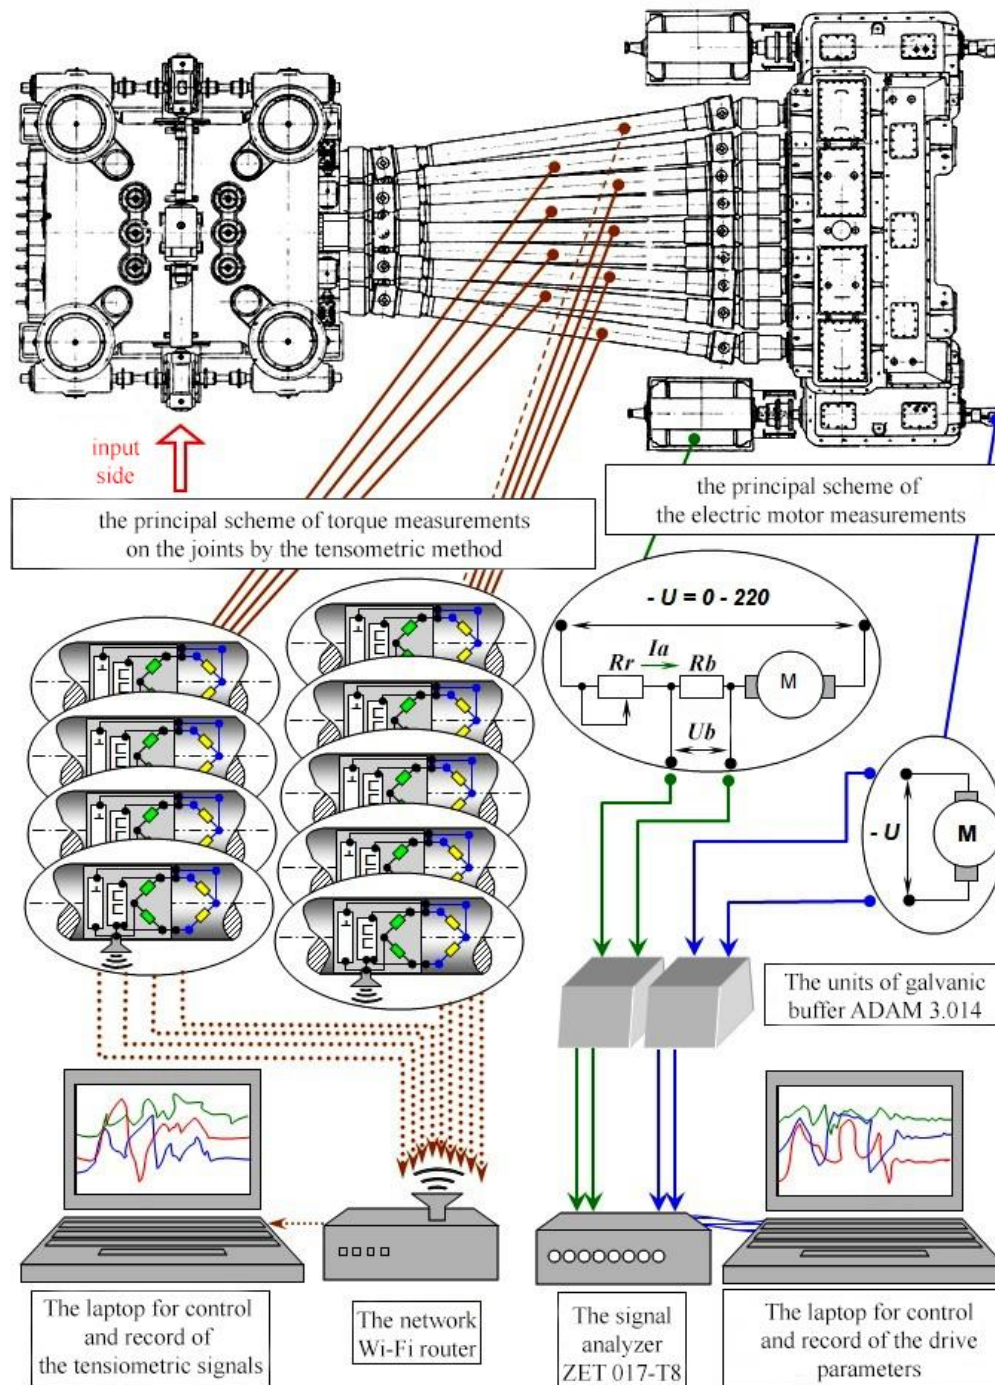 input
side
the principal scheme of torque measurements
on the joints by the tensometric method
the principal scheme of
the electric motor measurements
- U = 0 - 220
Ia
Rr
Rb
M
Ub
- U
M
The units of galvanic
buffer ADAM 3.014
The laptop for control
and record of
the tensiometric signals
The network
Wi-Fi router
The signal
analyzer
ZET 017-T8
The laptop for control
and record of the drive
parameters